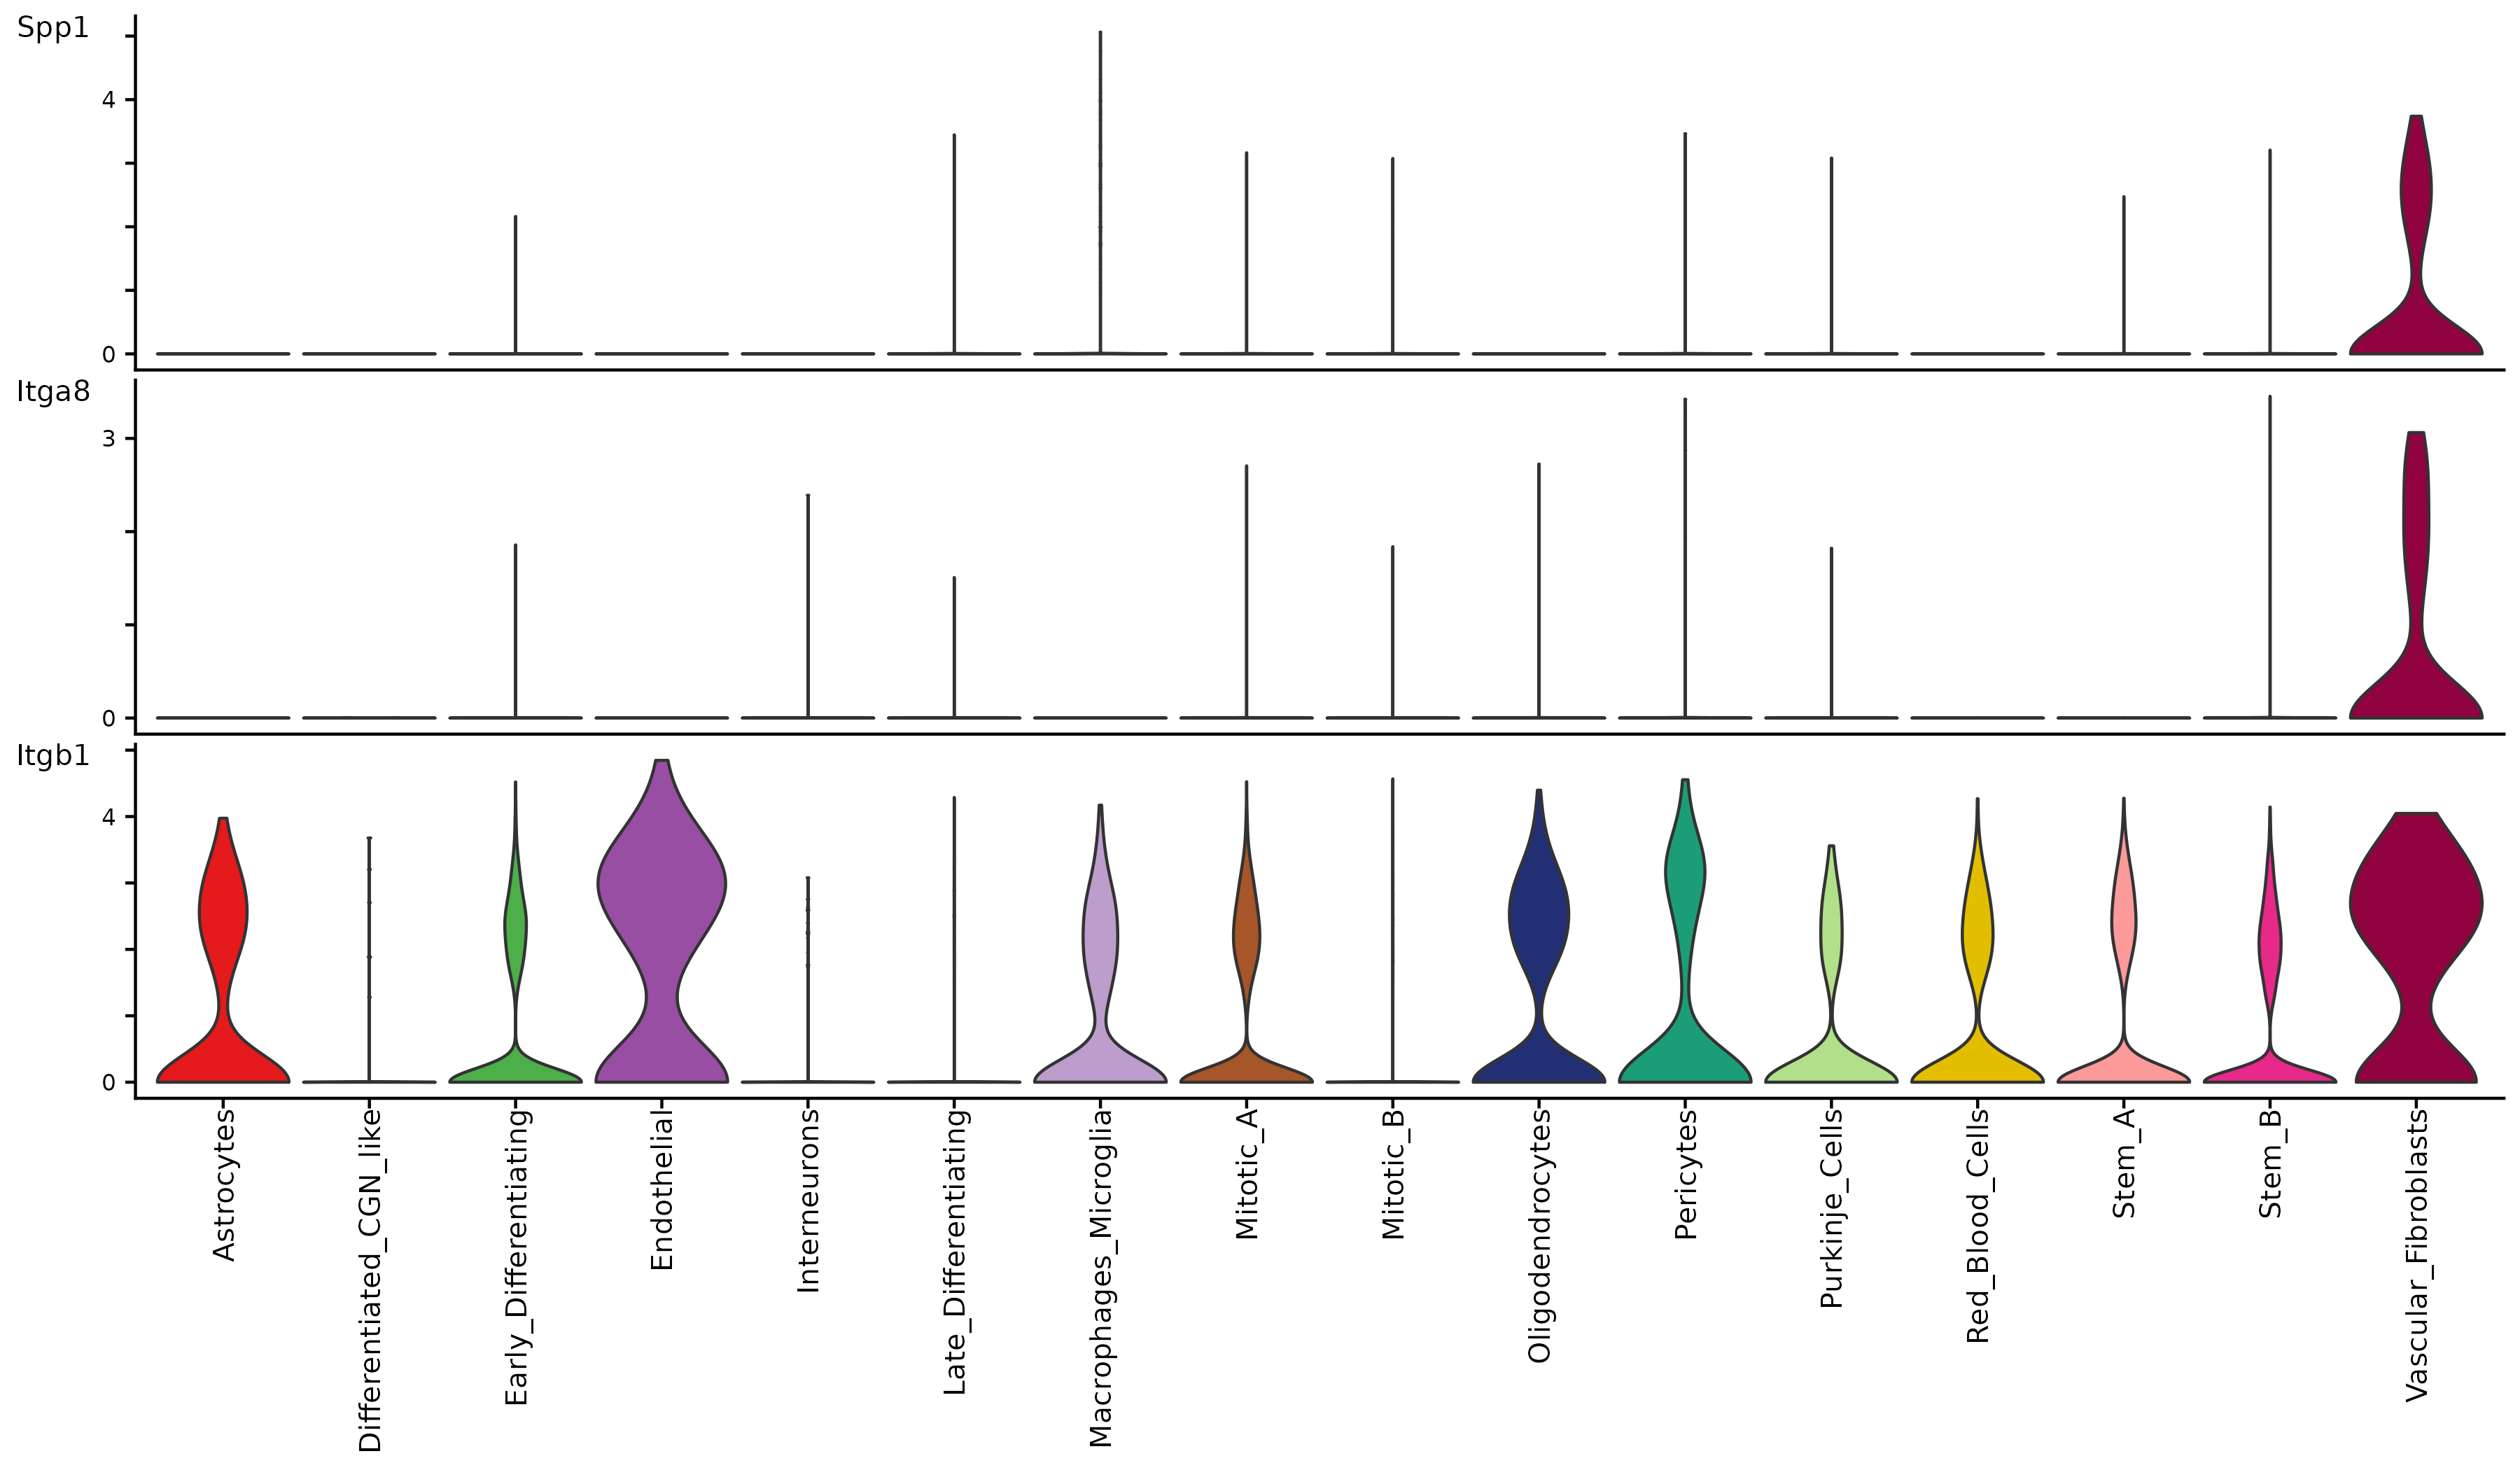 Spp1
4
0
Itga8
3
0
Itgb1
4
0
Astrocytes
Differentiated_CGN_like
Early_Differentiating
Endothelial
Interneurons
Late_Differentiating
Macrophages_Microglia
Mitotic_A
Mitotic_B
Oligodendrocytes
Pericytes
Purkinje_Cells
Red_Blood_Cells
Stem_A
Stem_B
Vascular_Fibroblasts